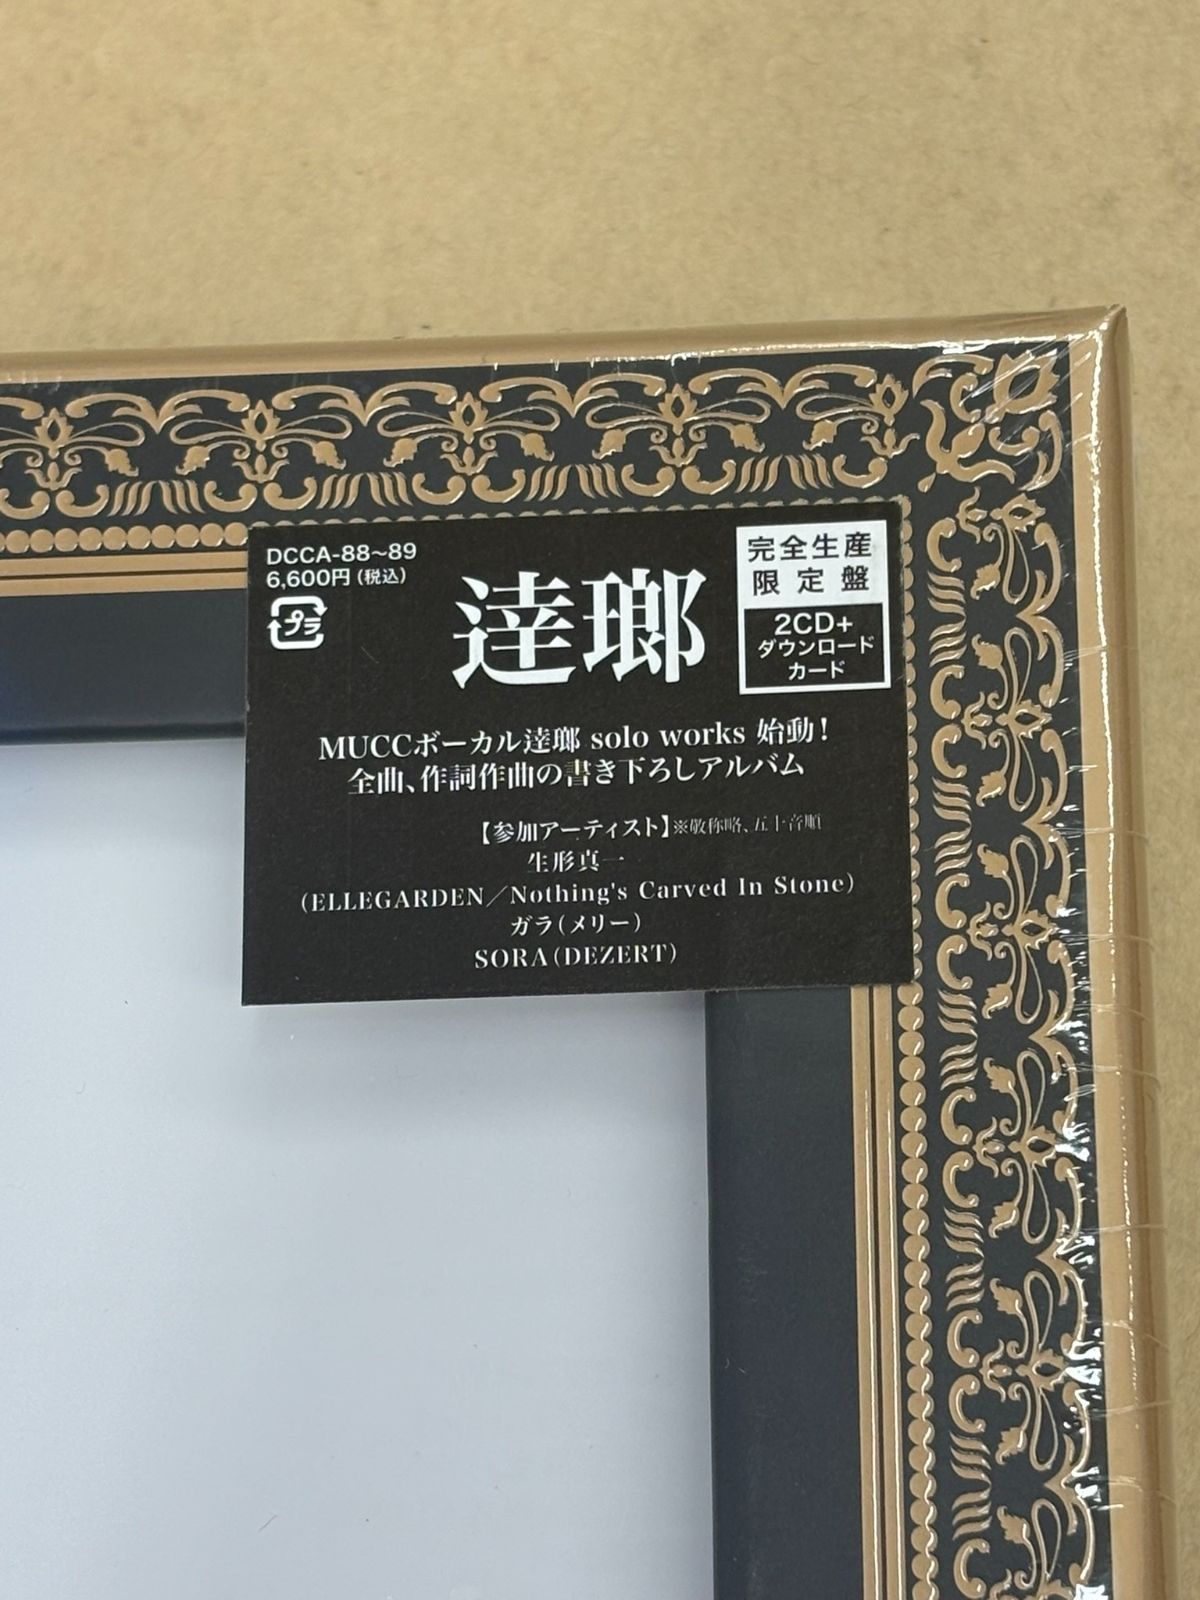 DCCA-88~89
6,600円(税込)
プラ
逹瑯
完全生産
限定盤
2CD+
ダウンロード
カード
MUCCボーカル逹瑯 solo works 始動!
全曲、作詞作曲の書き下ろしアルバム
【参加アーティスト】※敬称略、五十音順
生形真一
(ELLEGARDEN/Nothing's Carved In Stone)
ガラ(メリー)
SORA(DEZERT)